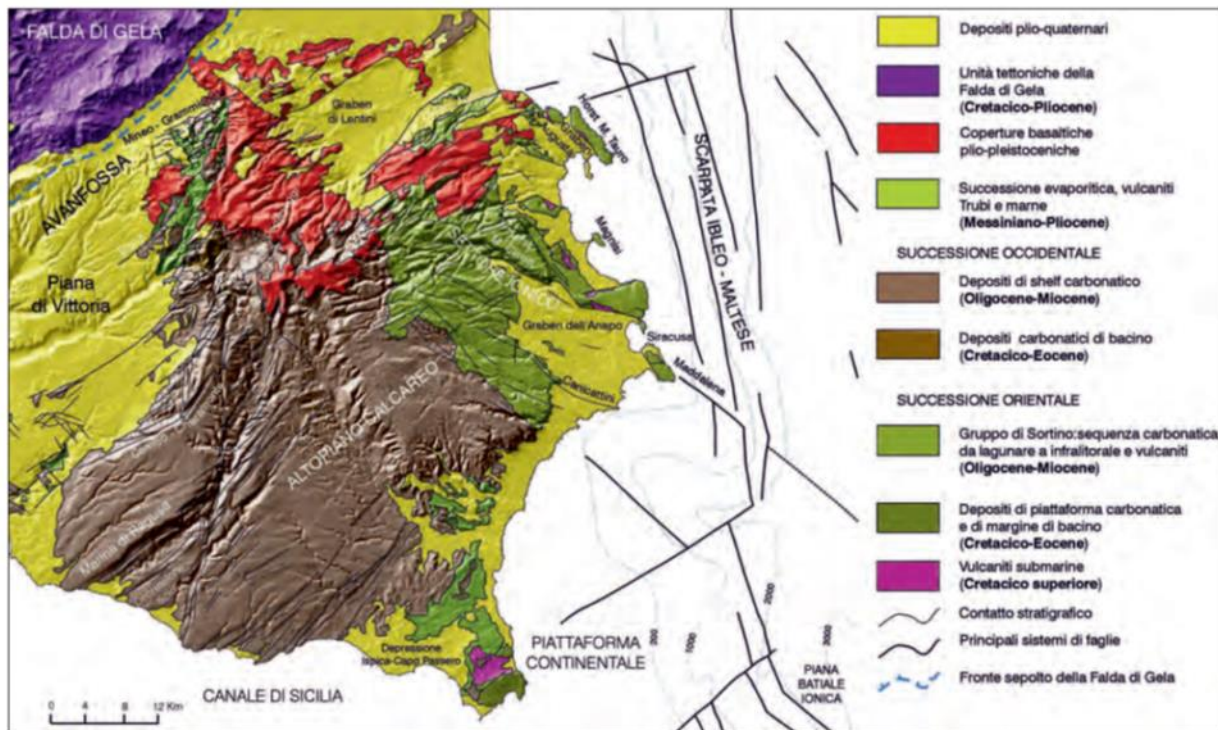 FALDA DI GELA
Graben
di Lentini
AVANFOSSA
Piana
di Vittoria
Magnisi
Graben dell'Anapo
Siracusa
Maddalena
Canicattini
ALTOPIANO CALCAREO
SCARPATA IBLEO - MALTESE
Depressione
Ispica-Capo Passero
PIATTAFORMA
CONTINENTALE
CANALE DI SICILIA
0 4 8 12 Km
1000
2000
PIANA
BATIALE
IONICA
Depositi plio-quaternari
Unità tettoniche della
Falda di Gela
(Cretacico-Pliocene)
Coperture basaltiche
plio-pleistoceniche
Successione evaporitica, vulcaniti
Trubi e marne
(Messiniano-Pliocene)
SUCCESSIONE OCCIDENTALE
Depositi di shelf carbonatico
(Oligocene-Miocene)
Depositi carbonatici di bacino
(Cretacico-Eocene)
SUCCESSIONE ORIENTALE
Gruppo di Sortino:sequenza carbonatica
da lagunare a infralitorale e vulcaniti
(Oligocene-Miocene)
Depositi di piattaforma carbonatica
e di margine di bacino
(Cretacico-Eocene)
Vulcaniti submarine
(Cretacico superiore)
Contatto stratigrafico
Principali sistemi di faglie
Fronte sepolto della Falda di Gela